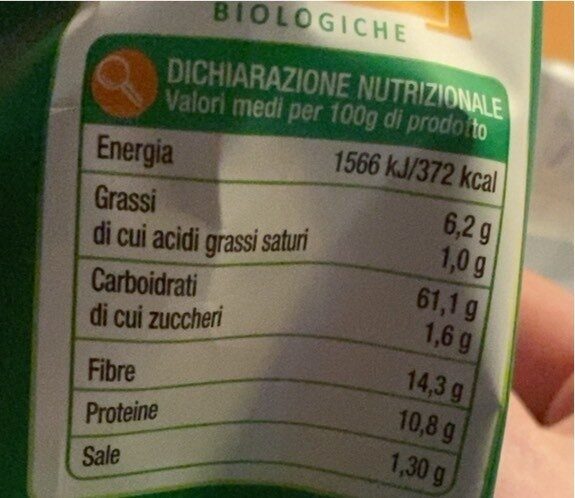 BIOLOGICHE
DICHIARAZIONE NUTRIZIONALE
Valori medi per 100g di prodotto
Energia 1566 kJ/372 kcal
Grassi 6,2 g
di cui acidi grassi saturi 1,0 g
Carboidrati 61,1 g
di cui zuccheri 1,6 g
Fibre 14,3 g
Proteine 10,8 g
Sale 1,30 g